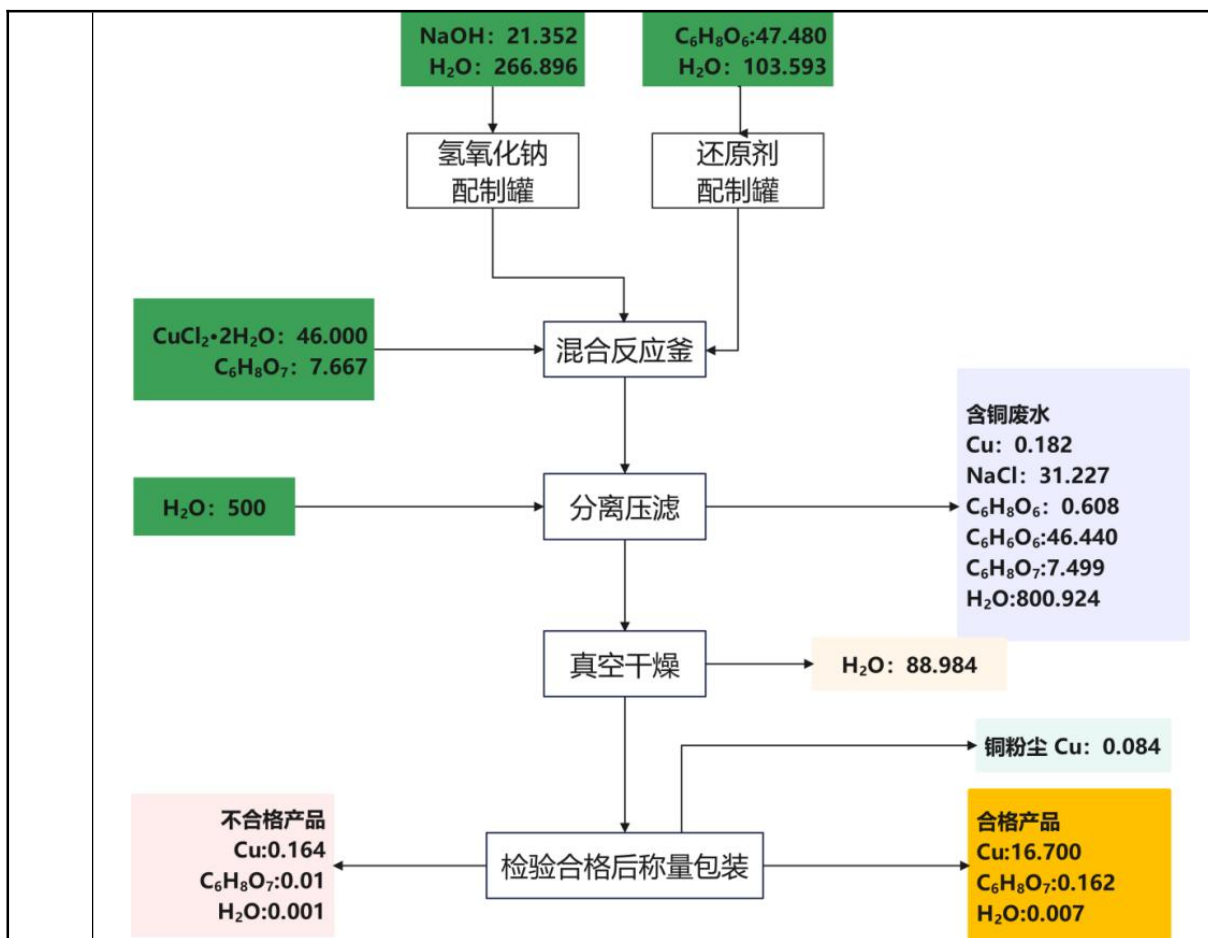 NaOH：21.352
H₂O：266.896
C₆H₈O₆:47.480
H₂O：103.593
氢氧化钠
配制罐
还原剂
配制罐
CuCl₂•2H₂O：46.000
C₆H₈O₇：7.667
混合反应釜
含铜废水
Cu：0.182
NaCl：31.227
C₆H₈O₆：0.608
C₆H₆O₆:46.440
C₆H₈O₇:7.499
H₂O:800.924
H₂O：500
分离压滤
真空干燥
H₂O：88.984
铜粉尘 Cu：0.084
不合格产品
Cu:0.164
C₆H₈O₇:0.01
H₂O:0.001
检验合格后称量包装
合格产品
Cu:16.700
C₆H₈O₇:0.162
H₂O:0.007